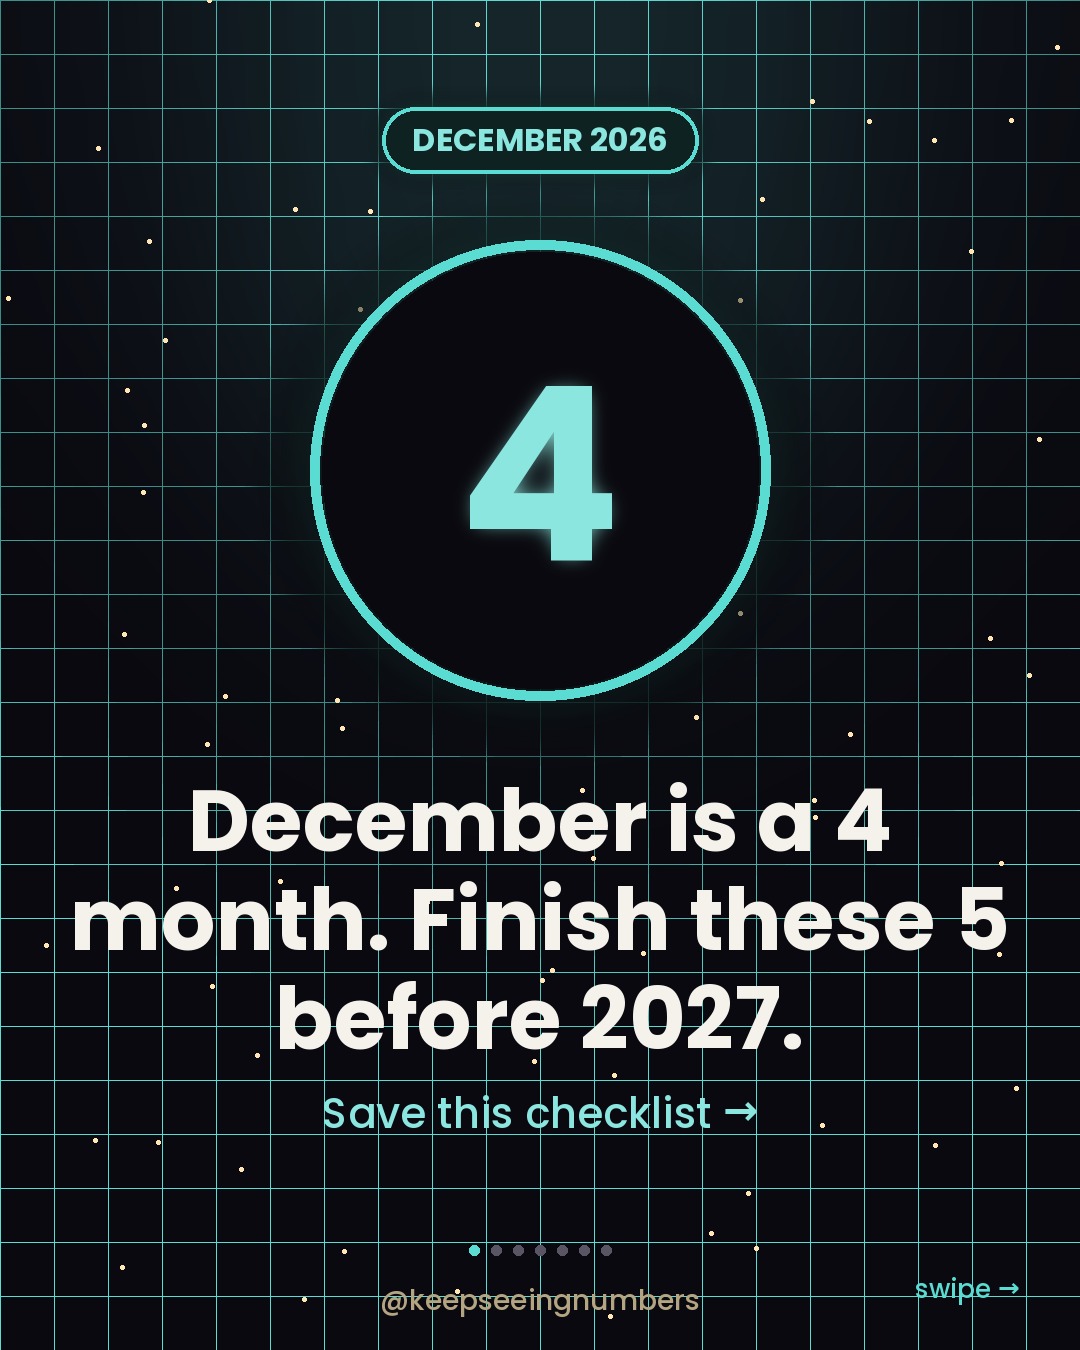 DECEMBER 2026
4
December is a 4
month. Finish these 5
before 2027.
Save this checklist →
@keepseeingnumbers
swipe →